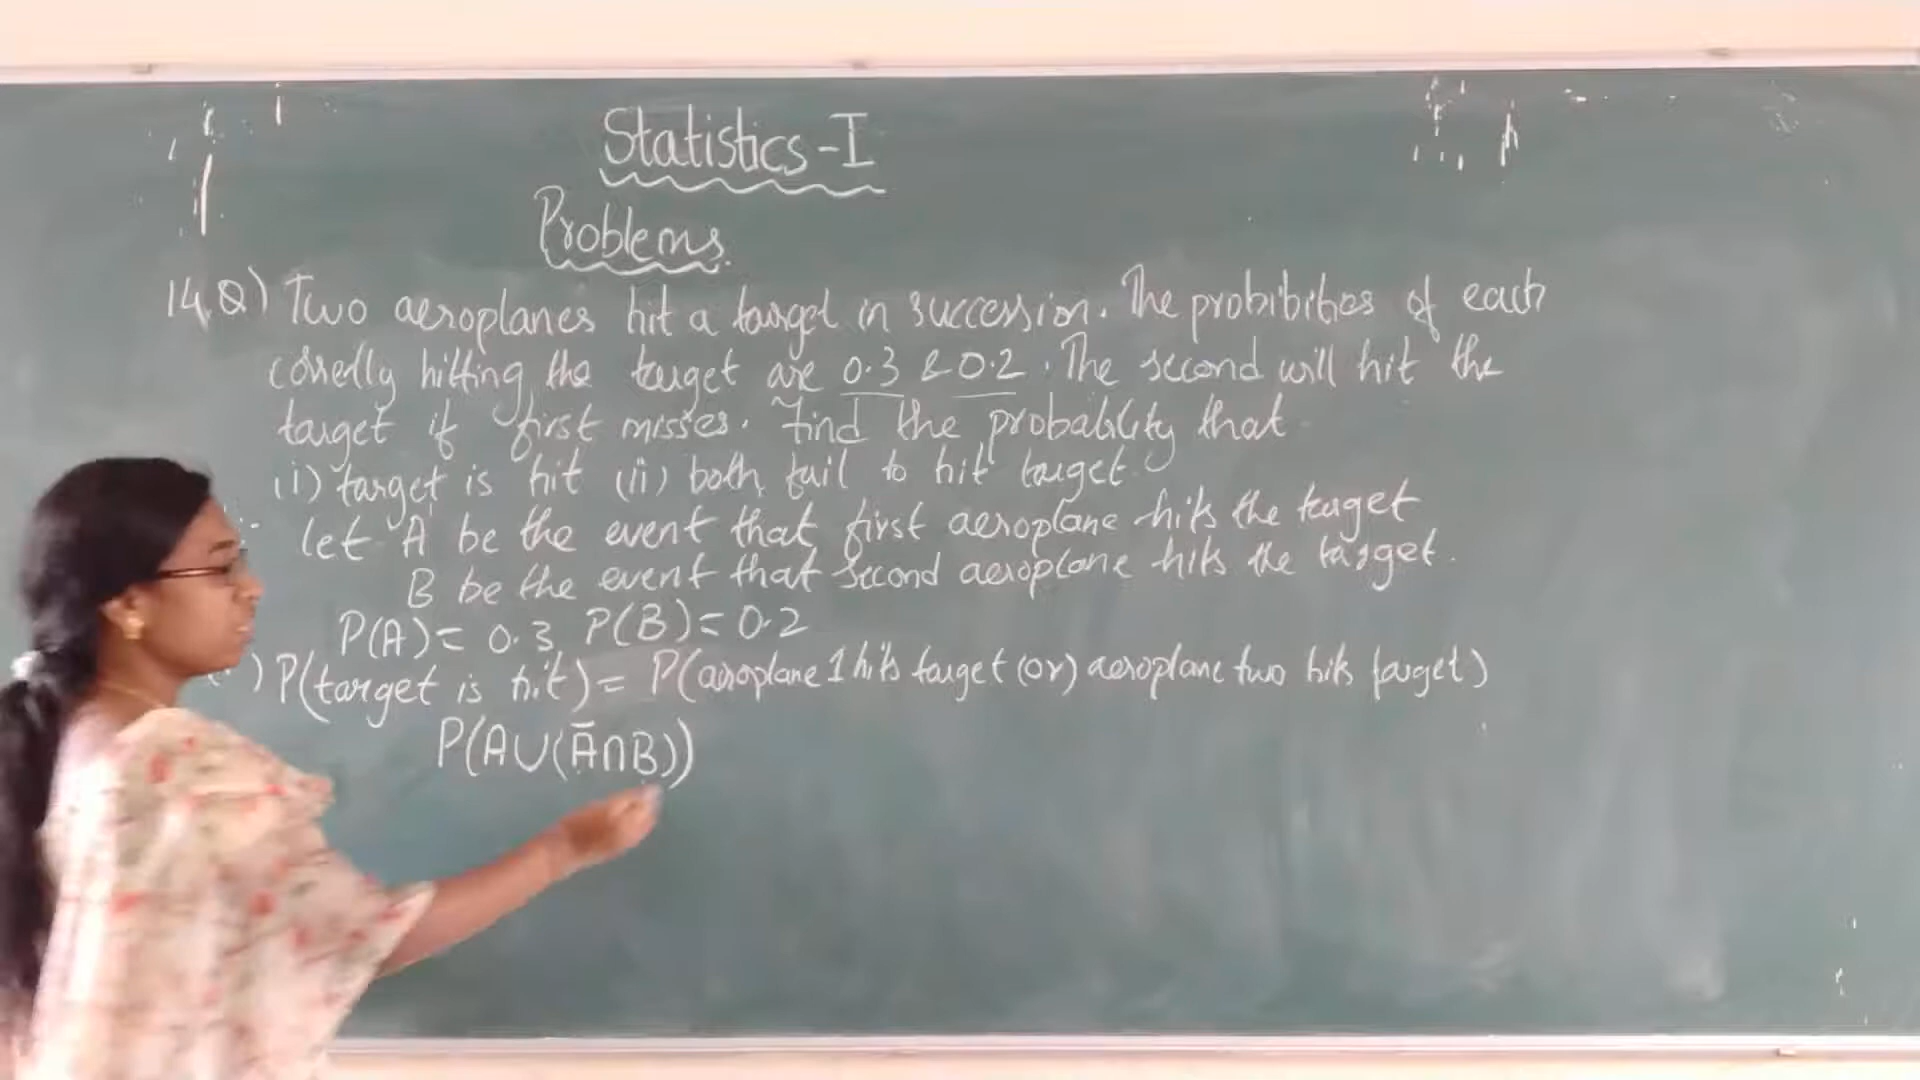 Statistics-I
Problems.
14.Q) Two aeroplanes hit a target in succession. The probibities of each
correctly hitting the target are 0.3 & 0.2. The second will hit the
target if first misses. Find the probability that
(i) target is hit (ii) both fail to hit target.
let A be the event that first aeroplane hits the target
B be the event that second aeroplane hits the target.
P(A) = 0.3 P(B) = 0.2
) P(target is hit) = P(aeroplane 1 hits target (or) aeroplane two hits target)
P(A∪(Ā∩B))